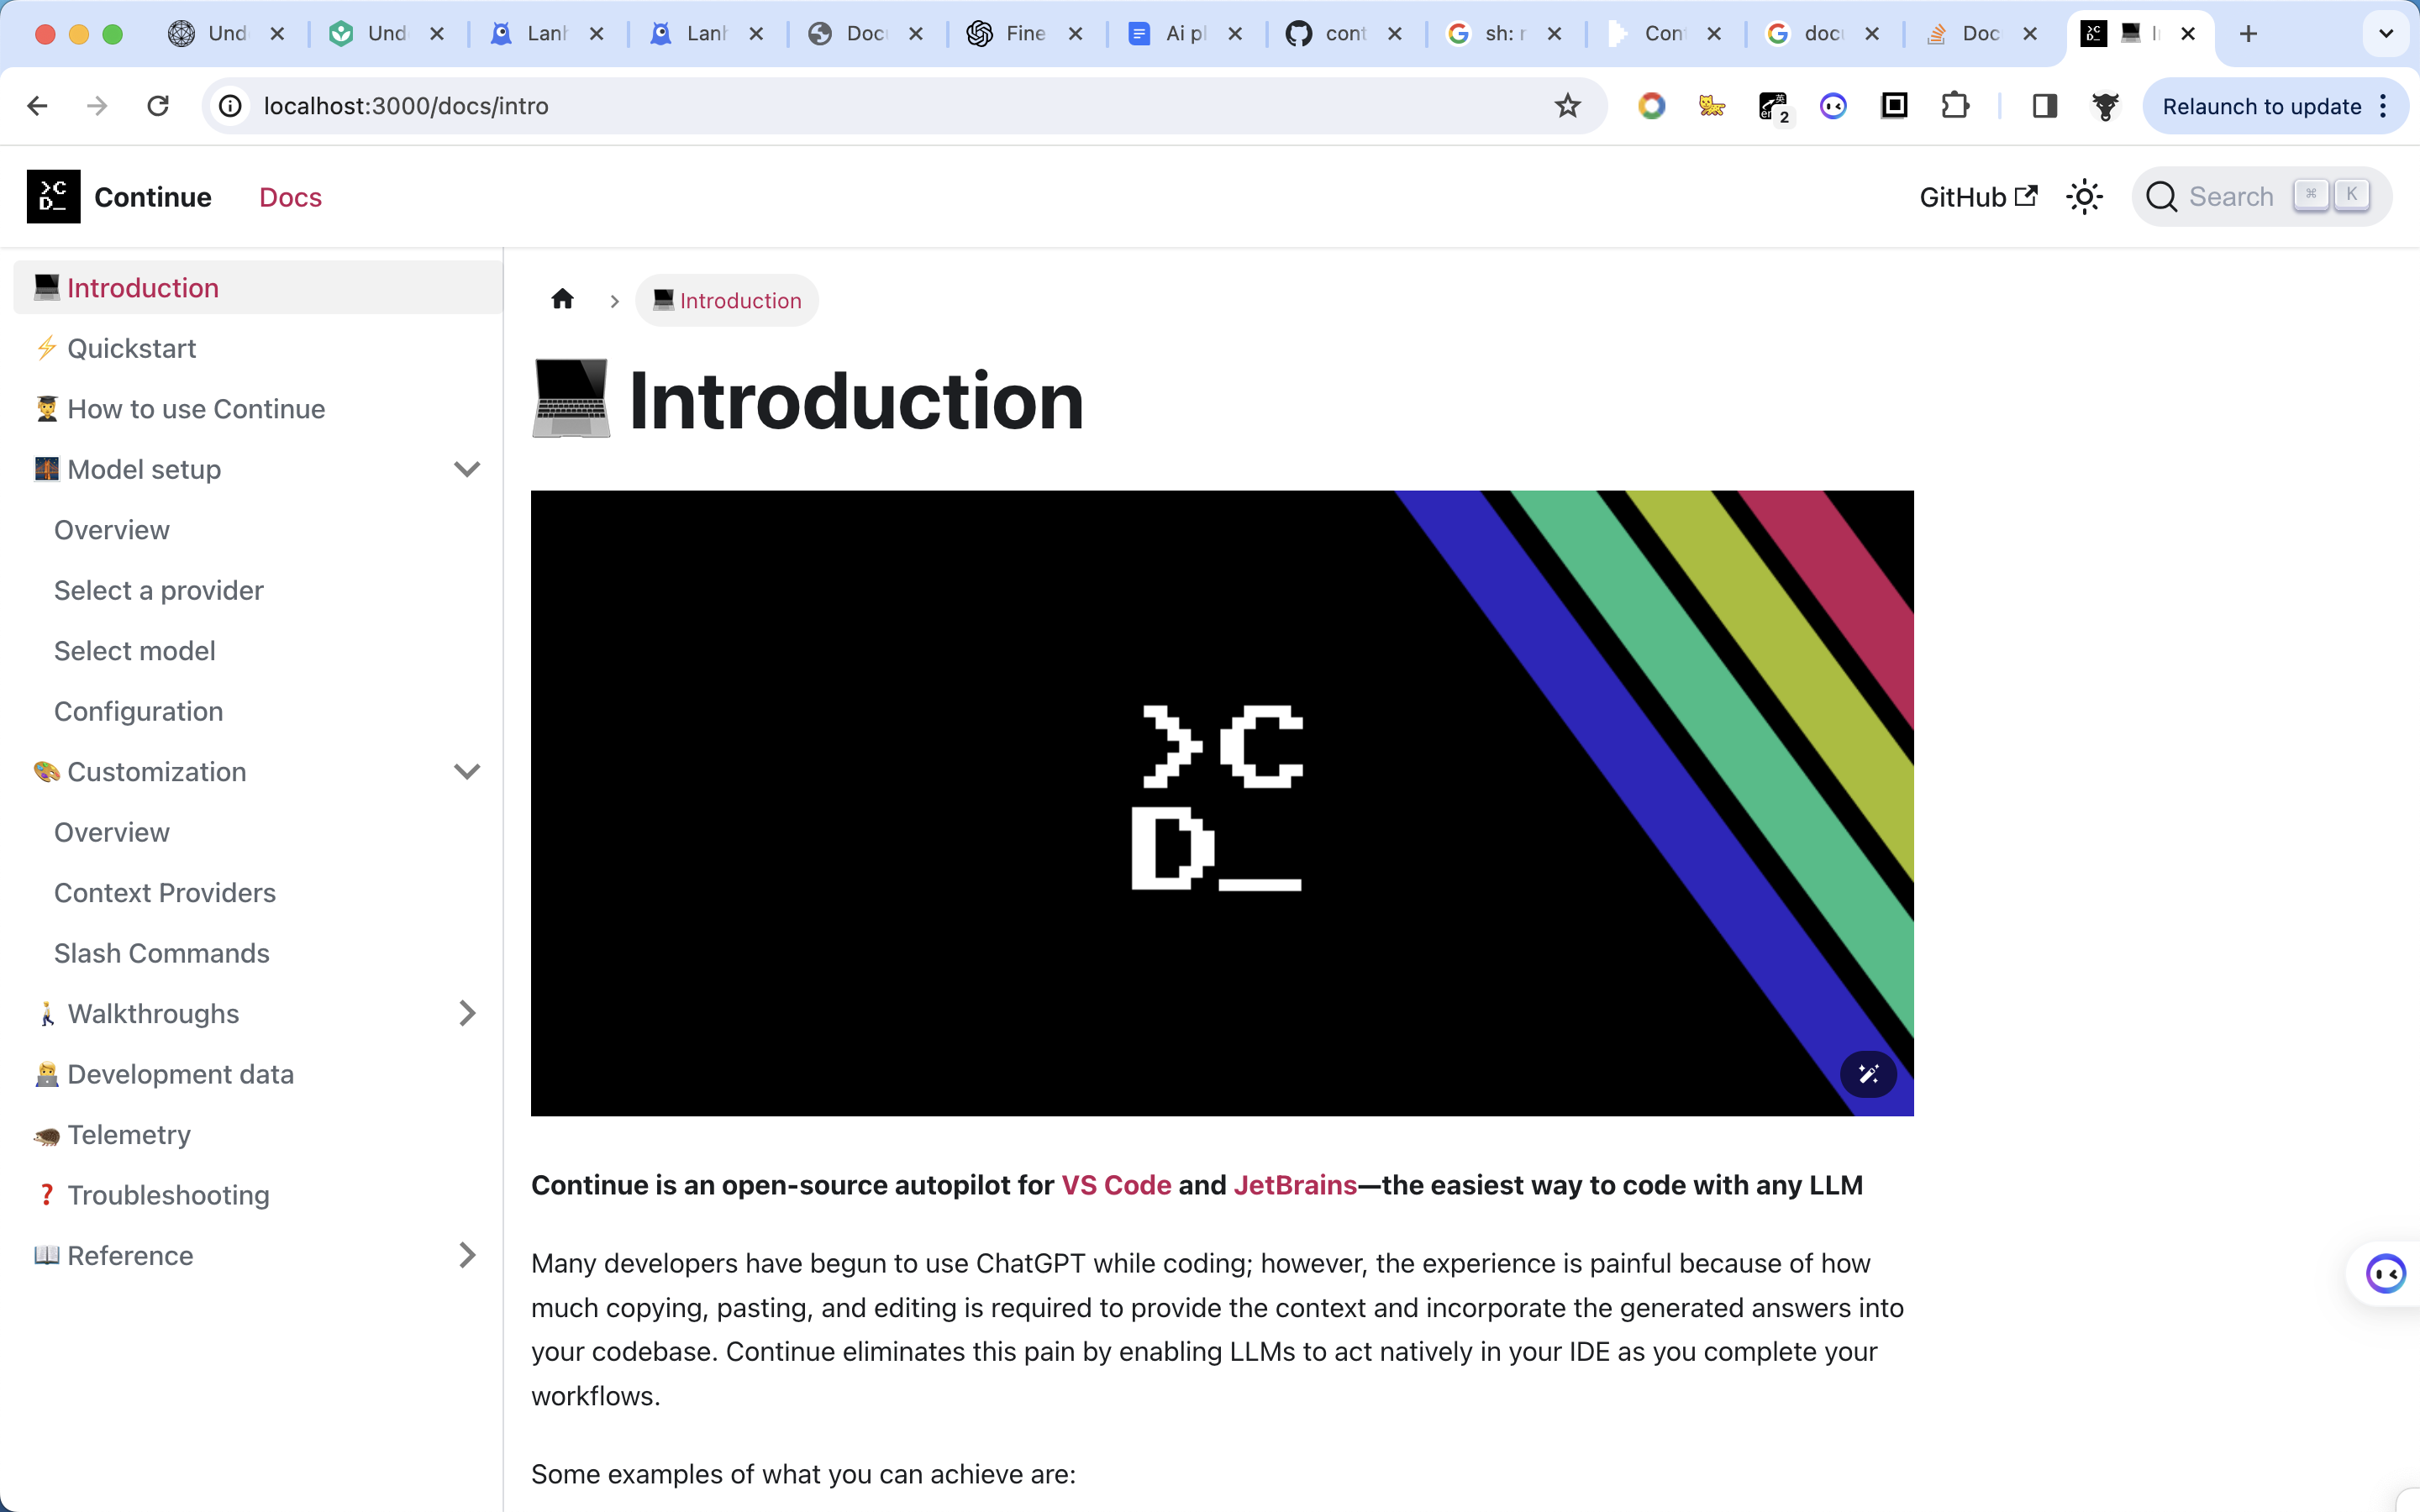 Und
Und
Lanh
Lanh
Doc
Fine
Ai pl
cont
sh: r
Con
doc
Doc
localhost:3000/docs/intro
2
Relaunch to update
>C
D_
Continue
Docs
GitHub
Search
⌘ K
Introduction
Quickstart
How to use Continue
Model setup
Overview
Select a provider
Select model
Configuration
Customization
Overview
Context Providers
Slash Commands
Walkthroughs
Development data
Telemetry
Troubleshooting
Reference
Introduction
Introduction
>C
D_
Continue is an open-source autopilot for VS Code and JetBrains—the easiest way to code with any LLM
Many developers have begun to use ChatGPT while coding; however, the experience is painful because of how
much copying, pasting, and editing is required to provide the context and incorporate the generated answers into
your codebase. Continue eliminates this pain by enabling LLMs to act natively in your IDE as you complete your
workflows.
Some examples of what you can achieve are: